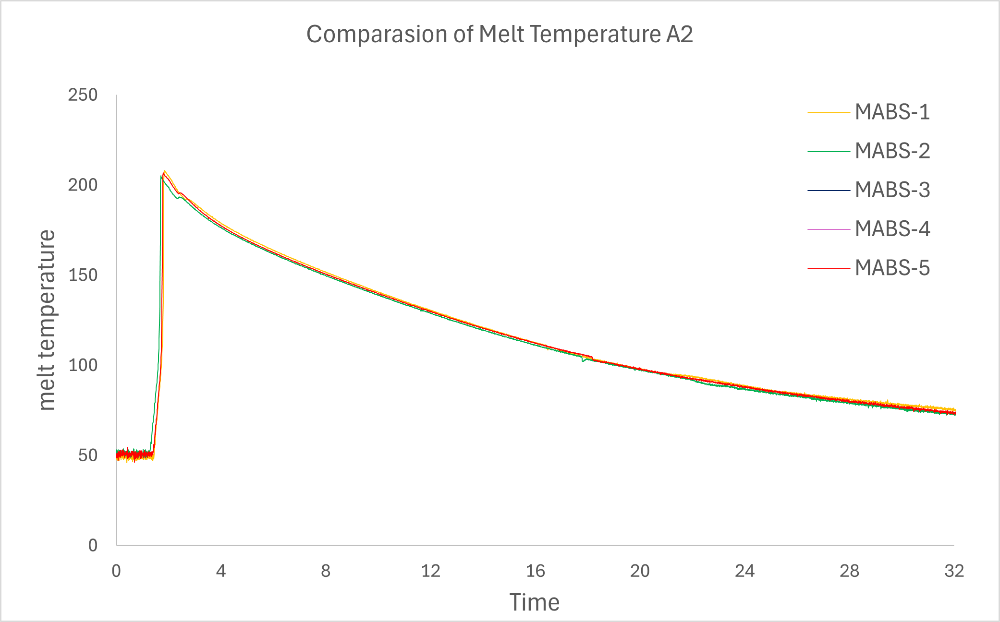 Comparasion of Melt Temperature A2
250
200
150
100
50
0
melt temperature
MABS-1
MABS-2
MABS-3
MABS-4
MABS-5
0 4 8 12 16 20 24 28 32
Time